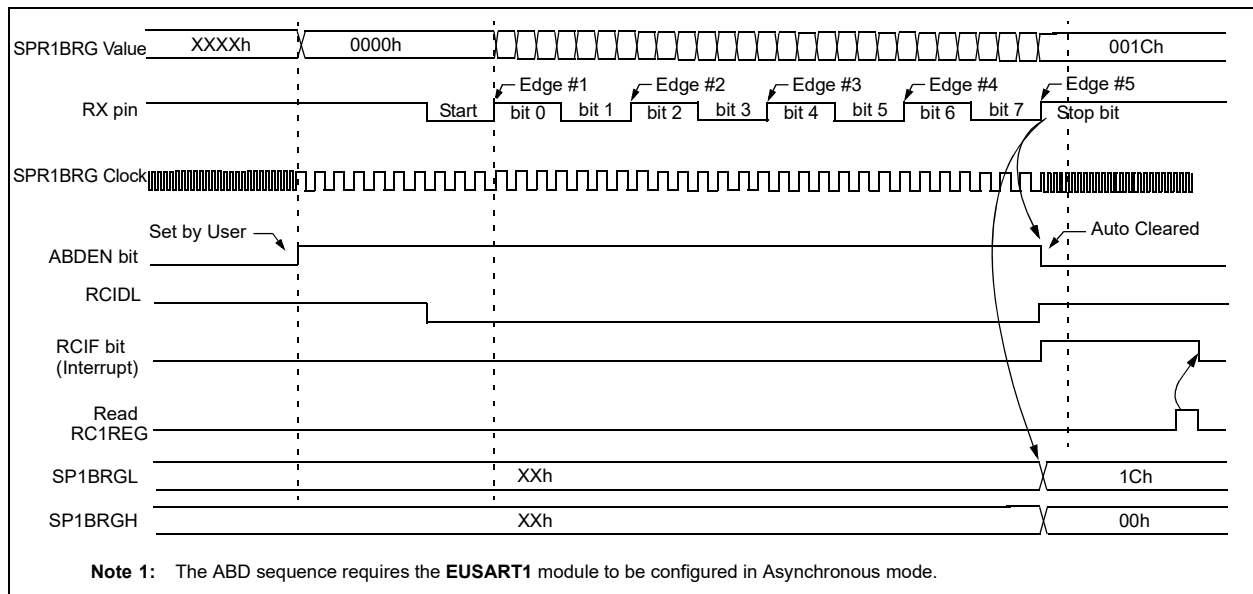 SPR1BRG Value XXXXh 0000h 001Ch
Edge #1 Edge #2 Edge #3 Edge #4 Edge #5
RX pin Start bit 0 bit 1 bit 2 bit 3 bit 4 bit 5 bit 6 bit 7 Stop bit
SPR1BRG Clock
Set by User Auto Cleared
ABDEN bit
RCIDL
RCIF bit
(Interrupt)
Read
RC1REG
SP1BRGL XXh 1Ch
SP1BRGH XXh 00h
Note 1: The ABD sequence requires the EUSART1 module to be configured in Asynchronous mode.